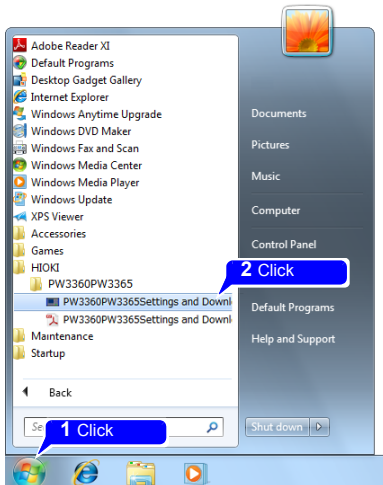 Adobe Reader XI
Default Programs
Desktop Gadget Gallery
Internet Explorer
Windows Anytime Upgrade
Windows DVD Maker
Windows Fax and Scan
Windows Media Center
Windows Media Player
Windows Update
XPS Viewer
Accessories
Games
HIOKI
PW3360PW3365
PW3360PW3365Settings and Downl
PW3360PW3365Settings and Downl
Maintenance
Startup
Back
1 Click
Documents
Pictures
Music
Computer
Control Panel
2 Click
Default Programs
Help and Support
Shut down